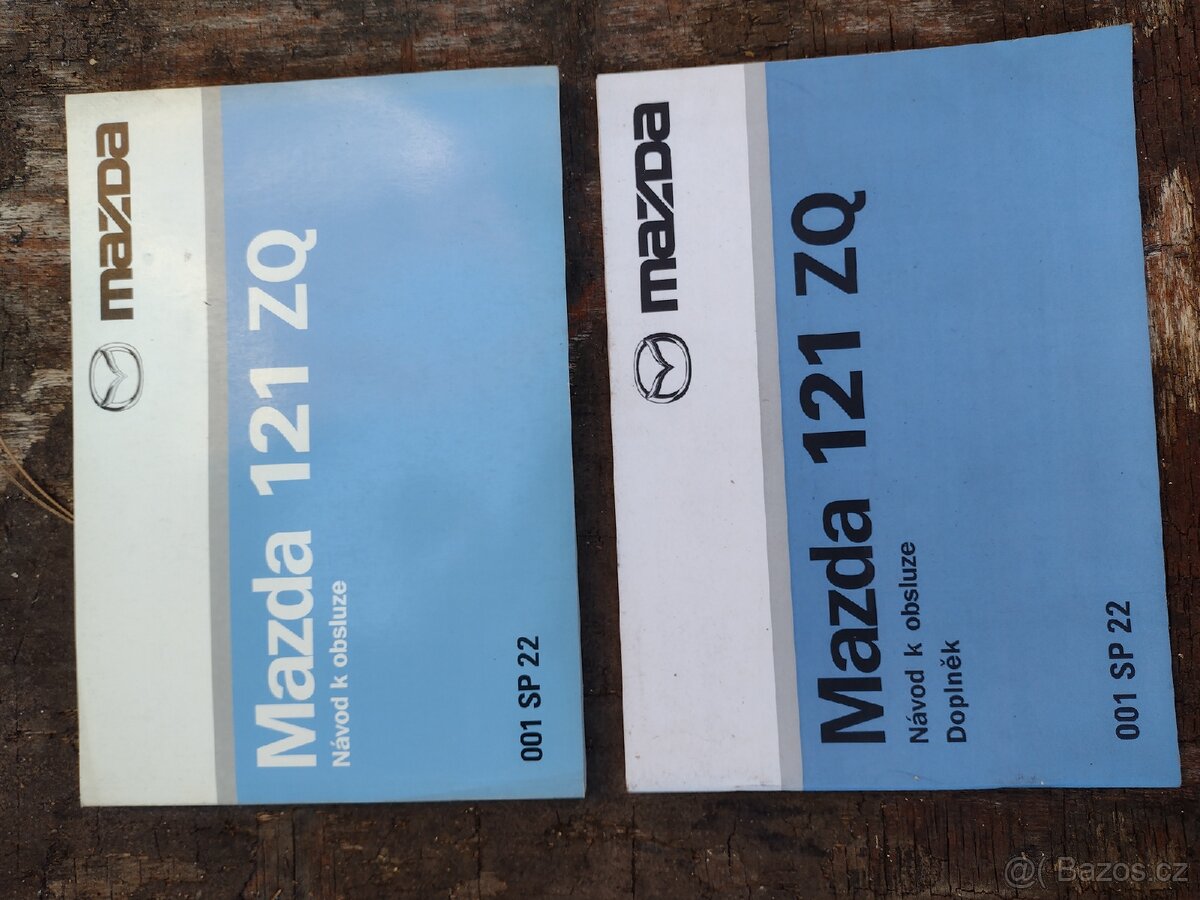 mazda
Mazda 121 ZQ
Návod k obsluze
001 SP 22
mazda
Mazda 121 ZQ
Návod k obsluze
Doplněk
001 SP 22
@( Bazos.cz